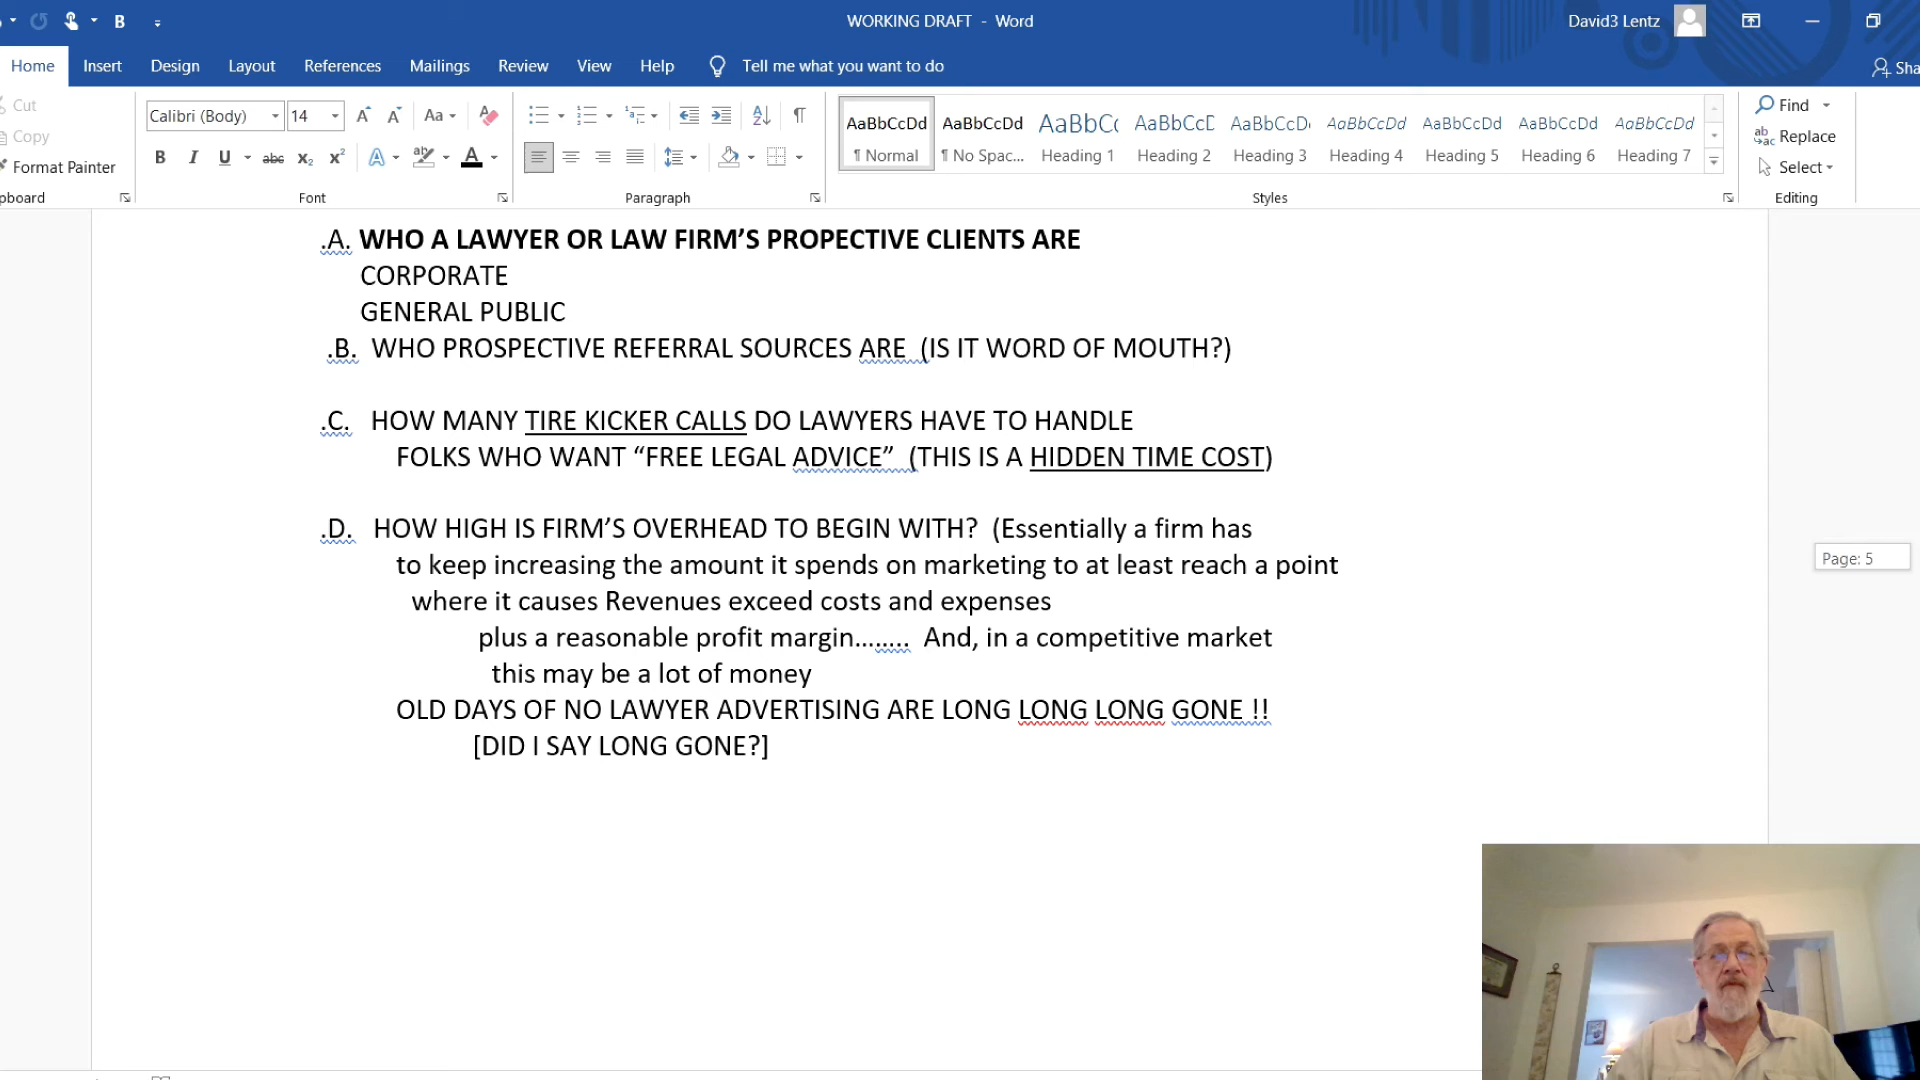 WORKING DRAFT - Word
David3 Lentz
Home Insert Design Layout References Mailings Review View Help Tell me what you want to do
Cut
Copy
Format Painter
Calibri (Body) 14
Aa
B I U abc x₂ x² A A
AaBbCcDd AaBbCcDd AaBbCc AaBbCcD AaBbCcDd AaBbCcDd AaBbCcDd AaBbCcDd AaBbCcDd
¶ Normal ¶ No Spac... Heading 1 Heading 2 Heading 3 Heading 4 Heading 5 Heading 6 Heading 7
Find
Replace
Select
Font Paragraph Styles Editing
.A. WHO A LAWYER OR LAW FIRM’S PROPECTIVE CLIENTS ARE
CORPORATE
GENERAL PUBLIC
.B. WHO PROSPECTIVE REFERRAL SOURCES ARE (IS IT WORD OF MOUTH?)
.C. HOW MANY TIRE KICKER CALLS DO LAWYERS HAVE TO HANDLE
FOLKS WHO WANT “FREE LEGAL ADVICE” (THIS IS A HIDDEN TIME COST)
.D. HOW HIGH IS FIRM’S OVERHEAD TO BEGIN WITH? (Essentially a firm has
to keep increasing the amount it spends on marketing to at least reach a point
where it causes Revenues exceed costs and expenses
plus a reasonable profit margin…….. And, in a competitive market
this may be a lot of money
OLD DAYS OF NO LAWYER ADVERTISING ARE LONG LONG LONG GONE !!
[DID I SAY LONG GONE?]
Page: 5